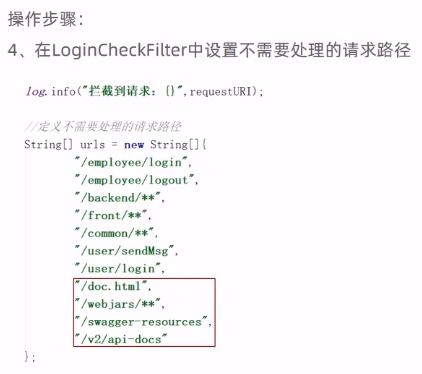 操作步骤：
4、在LoginCheckFilter中设置不需要处理的请求路径
log.info("拦截到请求：{}",requestURI);
//定义不需要处理的请求路径
String[] urls = new String[]{
"/employee/login",
"/employee/logout",
"/backend/**",
"/front/**",
"/common/**",
"/user/sendMsg",
"/user/login",
"/doc.html",
"/webjars/**",
"/swagger-resources",
"/v2/api-docs"
};